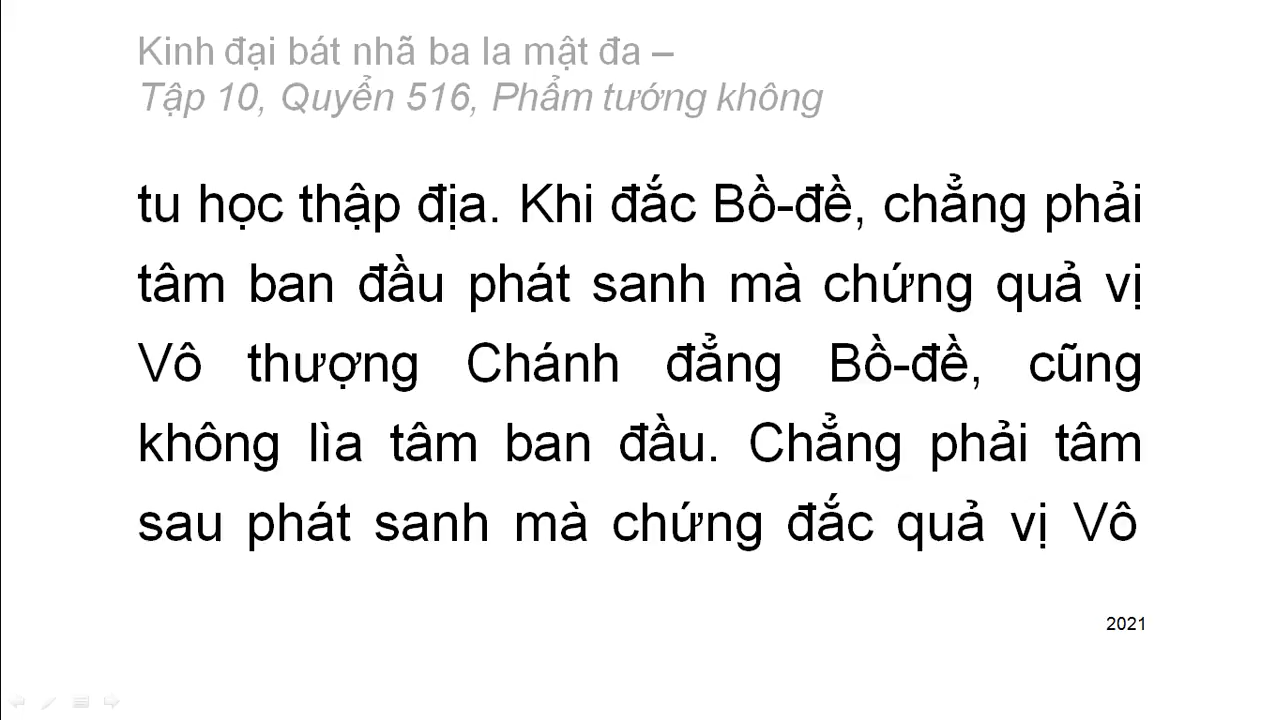 Kinh đại bát nhã ba la mật đa –
Tập 10, Quyển 516, Phẩm tướng không
tu học thập địa. Khi đắc Bồ-đề, chẳng phải
tâm ban đầu phát sanh mà chứng quả vị
Vô thượng Chánh đẳng Bồ-đề, cũng
không lìa tâm ban đầu. Chẳng phải tâm
sau phát sanh mà chứng đắc quả vị Vô
2021